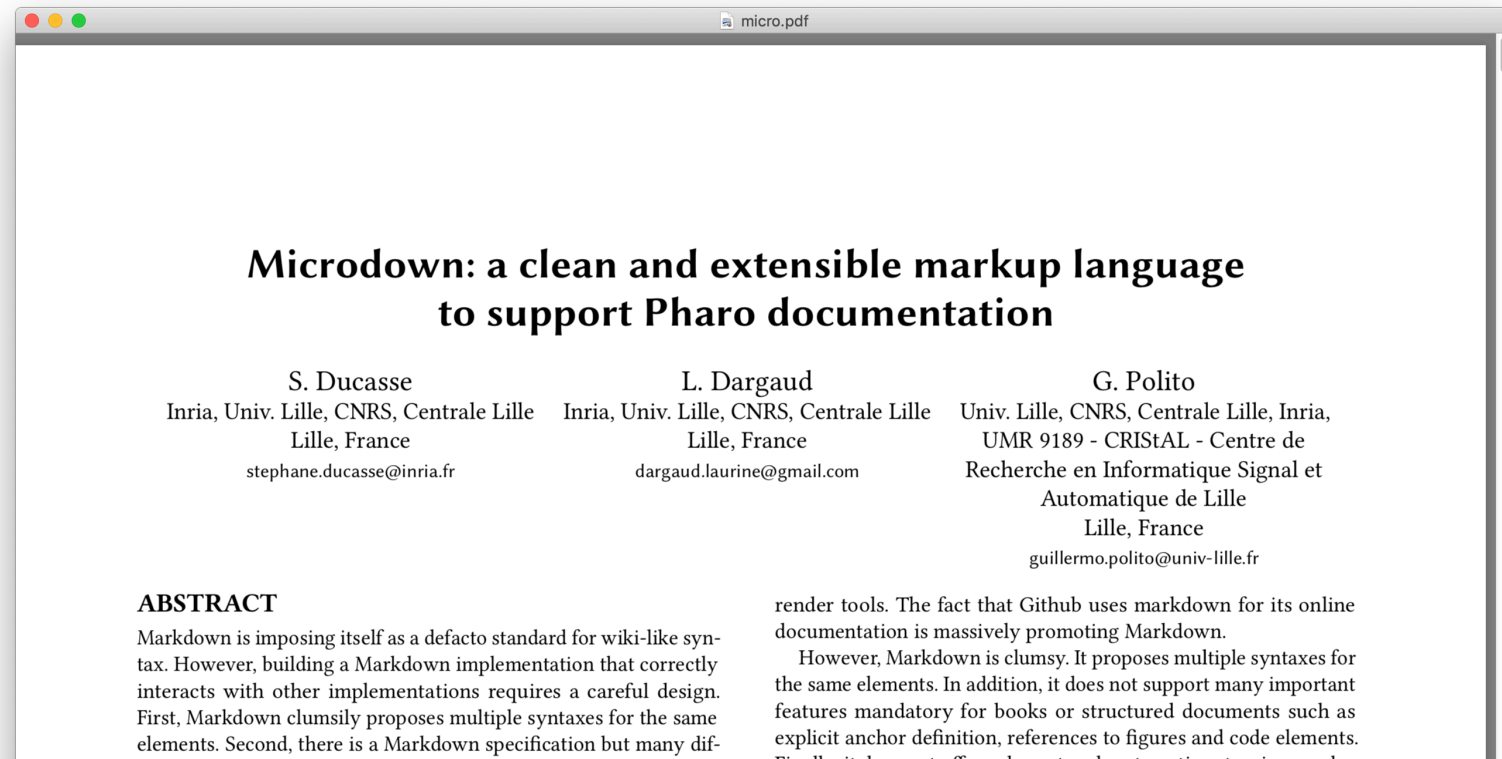 micro.pdf
Microdown: a clean and extensible markup language
to support Pharo documentation
S. Ducasse
Inria, Univ. Lille, CNRS, Centrale Lille
Lille, France
stephane.ducasse@inria.fr
L. Dargaud
Inria, Univ. Lille, CNRS, Centrale Lille
Lille, France
dargaud.laurine@gmail.com
G. Polito
Univ. Lille, CNRS, Centrale Lille, Inria,
UMR 9189 - CRIStAL - Centre de
Recherche en Informatique Signal et
Automatique de Lille
Lille, France
guillermo.polito@univ-lille.fr
ABSTRACT
Markdown is imposing itself as a defacto standard for wiki-like syn-
tax. However, building a Markdown implementation that correctly
interacts with other implementations requires a careful design.
First, Markdown clumsily proposes multiple syntaxes for the same
elements. Second, there is a Markdown specification but many dif-
render tools. The fact that Github uses markdown for its online
documentation is massively promoting Markdown.
However, Markdown is clumsy. It proposes multiple syntaxes for
the same elements. In addition, it does not support many important
features mandatory for books or structured documents such as
explicit anchor definition, references to figures and code elements.